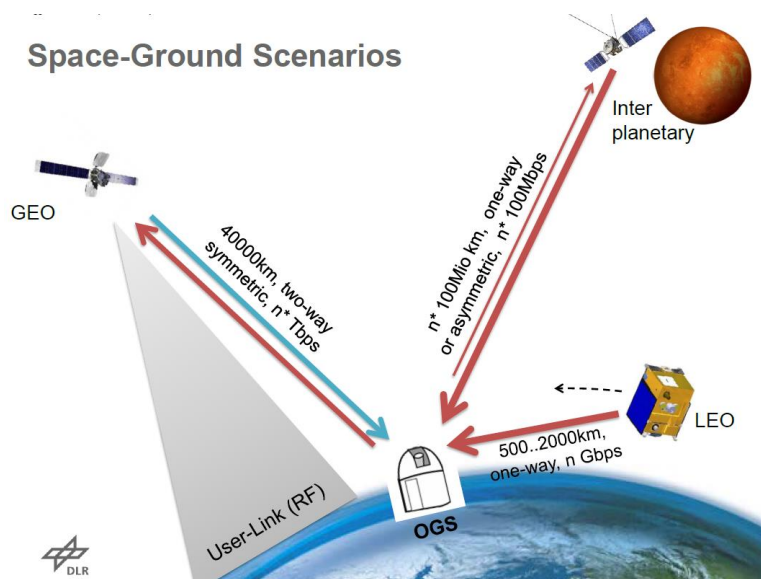 Space-Ground Scenarios
Inter
planetary
GEO
40000km, two-way
symmetric, n* Tbps
n* 100Mio km, one-way
or asymmetric, n* 100Mbps
LEO
500..2000km,
one-way, n Gbps
User-Link (RF)
OGS
DLR